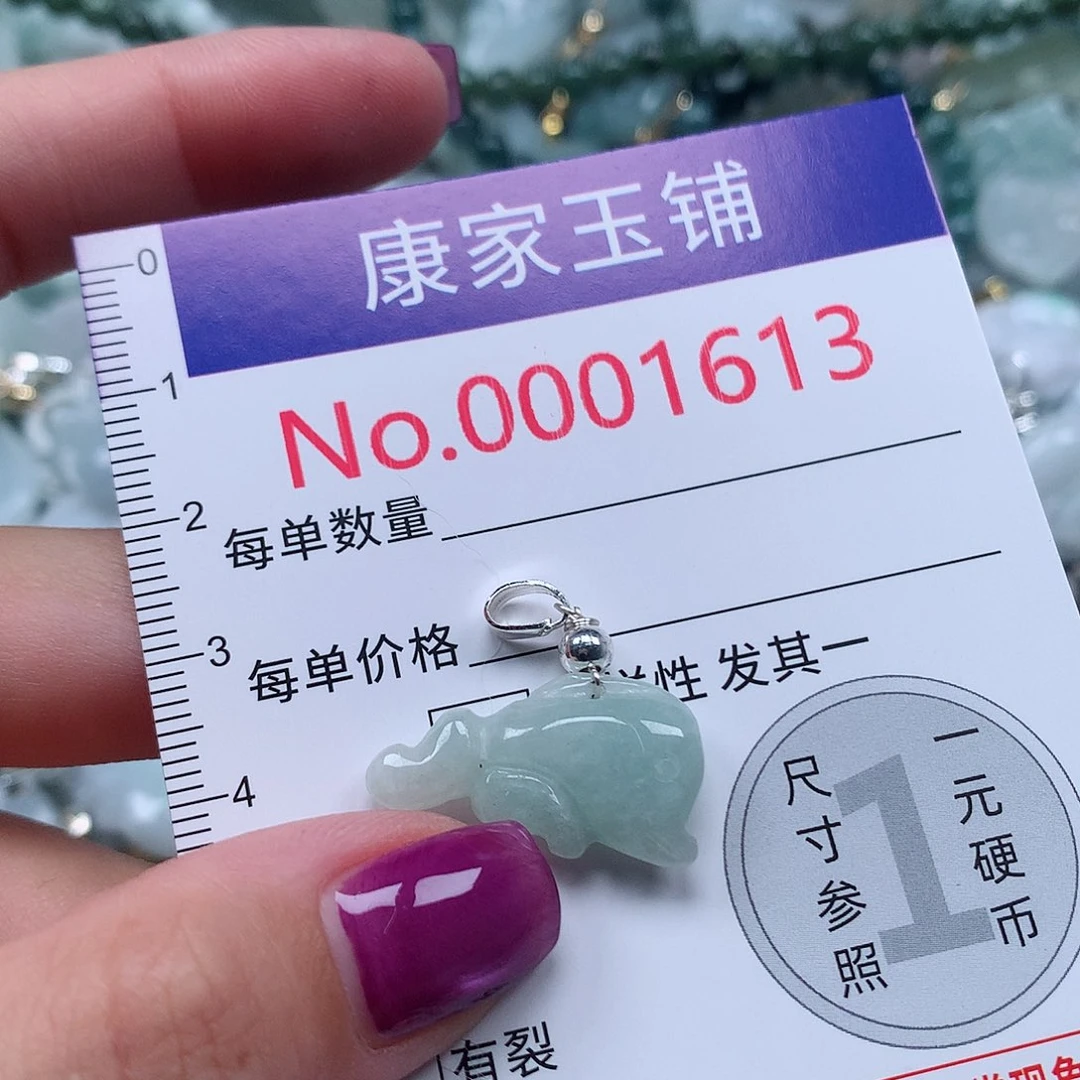 康家玉铺
No.0001613
0
1
2
3
4
每单数量
每单价格
性 发其一
1
一元硬币
尺寸参照
有裂